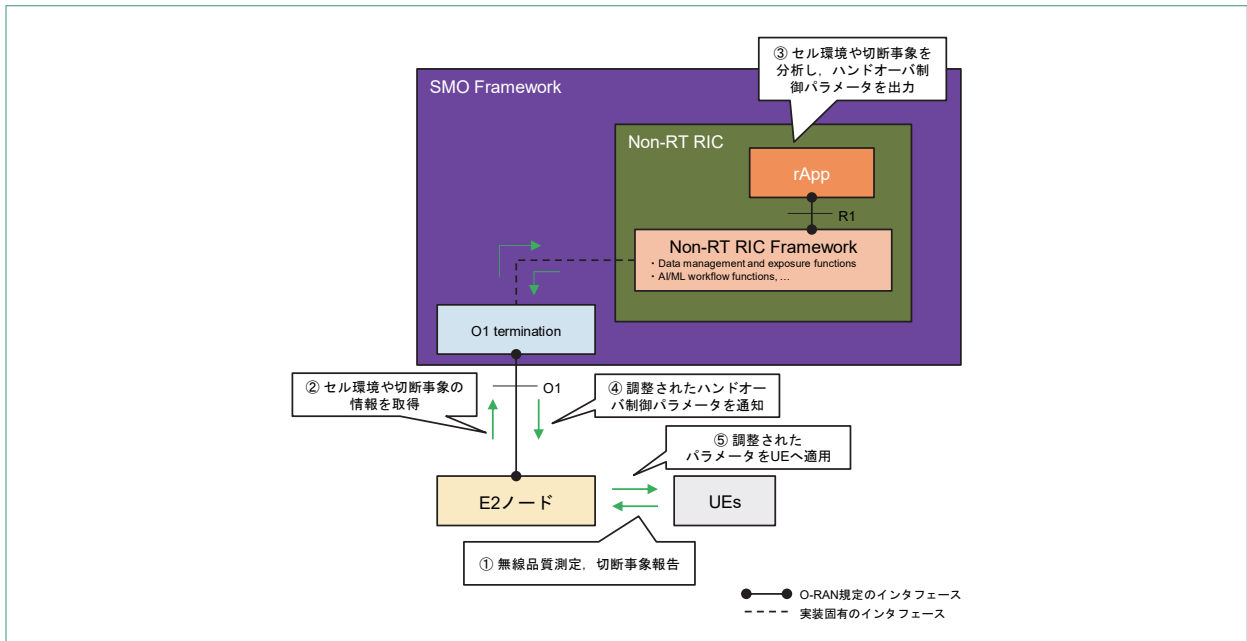 ③ セル環境や切断事象を
分析し，ハンドオーバ制
御パラメータを出力
SMO Framework
Non-RT RIC
rApp
R1
Non-RT RIC Framework
・Data management and exposure functions
・AI/ML workflow functions, …
O1 termination
② セル環境や切断事象の
情報を取得
O1
④ 調整されたハンドオー
バ制御パラメータを通知
⑤ 調整された
パラメータをUEへ適用
E2ノード
UEs
① 無線品質測定，切断事象報告
O-RAN規定のインタフェース
実装固有のインタフェース